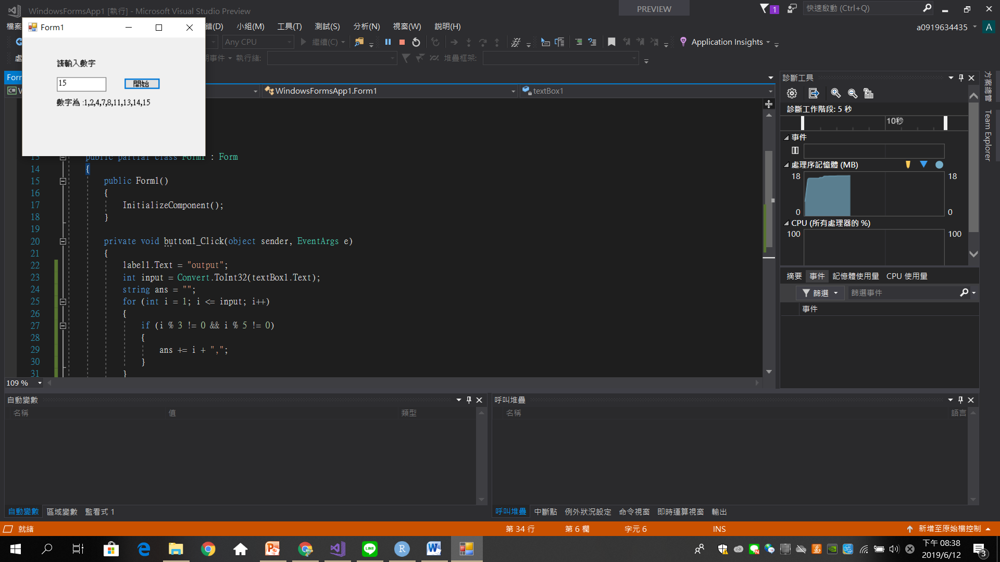 WindowsFormsApp1 [執行] - Microsoft Visual Studio Preview
PREVIEW
1
快速啟動 (Ctrl+Q)
檔案
錯(D) 小組(M) 工具(T) 測試(S) 分析(N) 視窗(W) 說明(H)
a0919634435
A
Any CPU
繼續(C)
Application Insights
處
期事件
執行緒:
堆疊框架:
Form1
請輸入數字
15
開始
數字為 :1,2,4,7,8,11,13,14,15
Forr
C#
WindowsFormsApp1.Form1
textBox1
13 public partial class Form1 : Form
14 {
15 public Form1()
16 {
17 InitializeComponent();
18 }
19
20 private void button1_Click(object sender, EventArgs e)
21 {
22 label1.Text = "output";
23 int input = Convert.ToInt32(textBox1.Text);
24 string ans = "";
25 for (int i = 1; i <= input; i++)
26 {
27 if (i % 3 != 0 && i % 5 != 0)
28 {
29 ans += i + ",";
30 }
31 }
109 %
診斷工具
診斷工作階段: 5 秒
10秒
事件
處理序記憶體 (MB)
18
18
0
0
CPU (所有處理器的 %)
100
100
摘要 事件 記憶體使用量 CPU 使用量
篩選
篩選事件
事件
方案總管
Team Explorer
自動變數
名稱 值 類型
自動變數 區域變數 監看式 1
呼叫堆疊
名稱 語言
呼叫堆疊 中斷點 例外狀況設定 命令視窗 即時運算視窗 輸出
就緒
第 34 行
第 6 欄
字元 6
INS
新增至原始檔控制
LINE
下午 08:38
2019/6/12
3